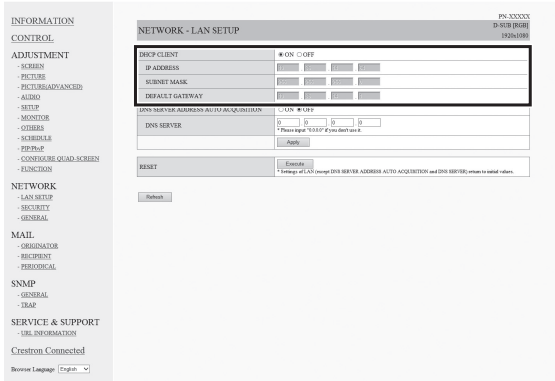 INFORMATION
CONTROL
ADJUSTMENT
- SCREEN
- PICTURE
- PICTURE(ADVANCED)
- AUDIO
- SETUP
- MONITOR
- OTHERS
- SCHEDULE
- PIP/PbyP
- CONFIGURE QUAD-SCREEN
- FUNCTION
NETWORK
- LAN SETUP
- SECURITY
- GENERAL
MAIL
- ORIGINATOR
- RECIPIENT
- PERIODICAL
SNMP
- GENERAL
- TRAP
SERVICE & SUPPORT
- URL INFORMATION
Crestron Connected
Browser Language English
PN-XXXXX
NETWORK - LAN SETUP
D-SUB [RGB]
1920x1080
DHCP CLIENT ON OFF
IP ADDRESS
SUBNET MASK
DEFAULT GATEWAY
DNS SERVER ADDRESS AUTO ACQUISITION ON OFF
DNS SERVER 0 0 0 0
* Please input "0.0.0.0" if you don't use it.
Apply
RESET Execute
* Settings of LAN (except DNS SERVER ADDRESS AUTO ACQUISITION and DNS SERVER) return to initial values.
Refresh